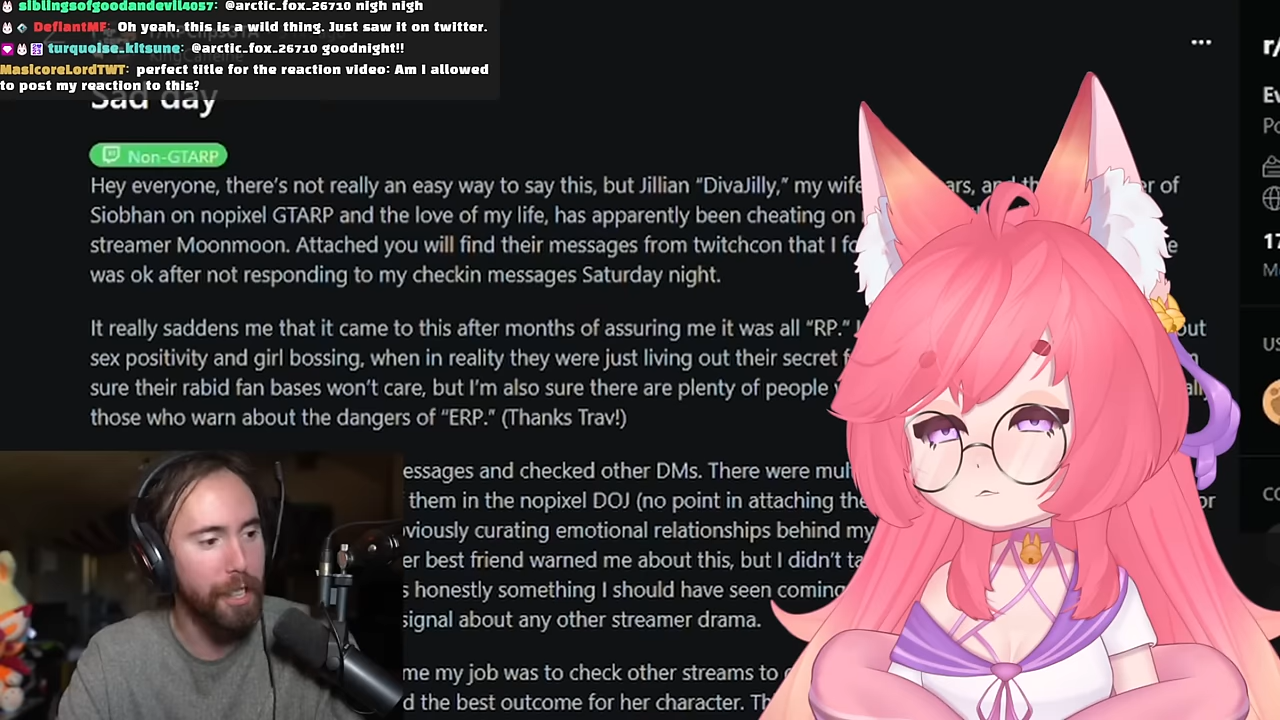 siblingsofgoodandevil4057: @arctic_fox_26710 nigh nigh
DefiantMF: Oh yeah, this is a wild thing. Just saw it on twitter.
turquoise_kitsune: @arctic_fox_26710 goodnight!!
MasicoreLordTWT: perfect title for the reaction video: Am I allowed
to post my reaction to this?
Sad day
Non-GTARP
Hey everyone, there's not really an easy way to say this, but Jillian “DivaJilly,” my wife
of
Siobhan on nopixel GTARP and the love of my life, has apparently been cheating on
streamer Moonmoon. Attached you will find their messages from twitchcon that I
was ok after not responding to my checkin messages Saturday night.
It really saddens me that it came to this after months of assuring me it was all “RP.”
sex positivity and girl bossing, when in reality they were just living out their secret
sure their rabid fan bases won't care, but I'm also sure there are plenty of people
those who warn about the dangers of “ERP.” (Thanks Trav!)
and checked other DMs. There were
them in the nopixel DOJ (no point in attaching
curating emotional relationships behind my
best friend warned me about this, but I didn't
honestly something I should have seen coming
signal about any other streamer drama.
me my job was to check other streams to
the best outcome for her character.
r/